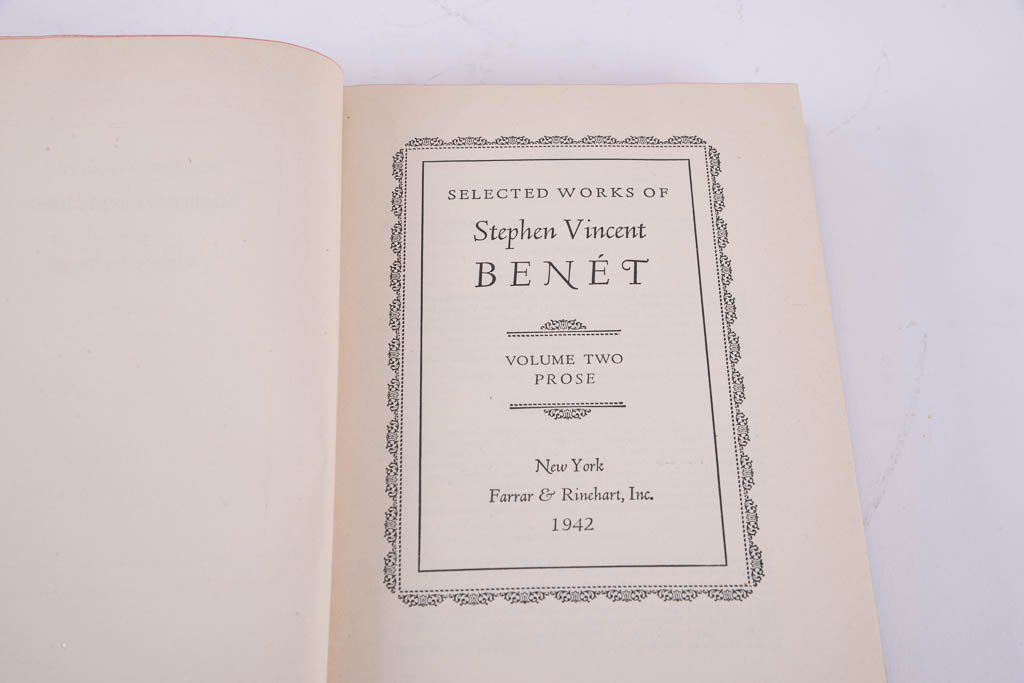 SELECTED WORKS OF
Stephen Vincent
BENÉT
VOLUME TWO
PROSE
New York
Farrar & Rinehart, Inc.
1942